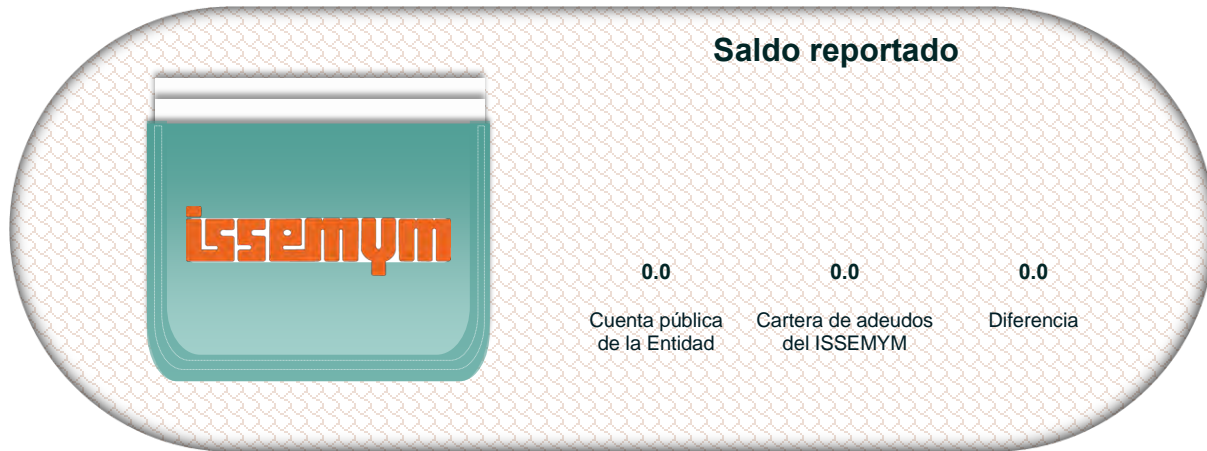 Saldo reportado
issemym
0.0 0.0 0.0
Cuenta pública Cartera de adeudos Diferencia
de la Entidad del ISSEMYM